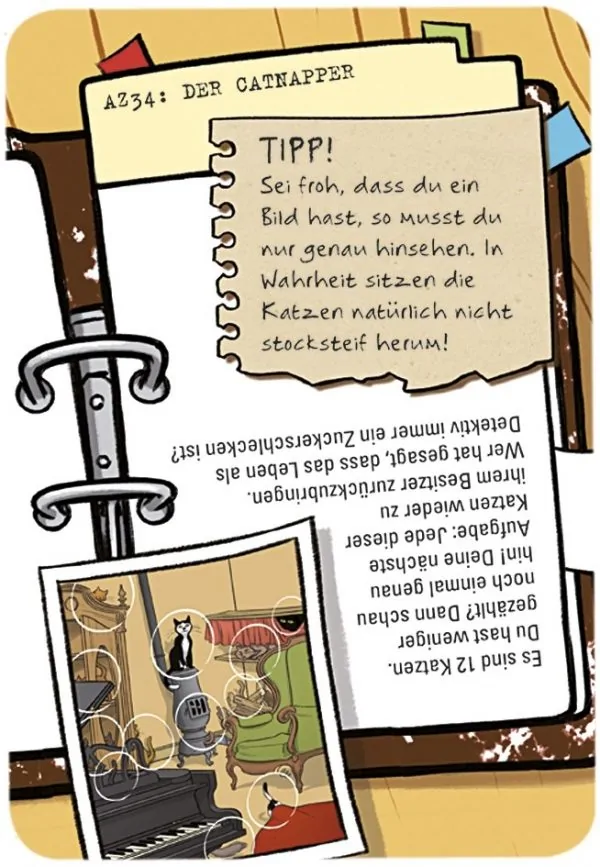 AZ34: DER CATNAPPER
TIPP!
Sei froh, dass du ein
Bild hast, so musst du
nur genau hinsehen. In
Wahrheit sitzen die
Katzen natürlich nicht
stocksteif herum!
Es sind 12 Katzen.
Du hast weniger
gezählt? Dann schau
noch einmal genau
hin! Deine nächste
Aufgabe: Jede dieser
Katzen wieder zu
ihrem Besitzer zurückzubringen.
Wer hat gesagt, dass das Leben als
Detektiv immer ein Zuckerschlecken ist?